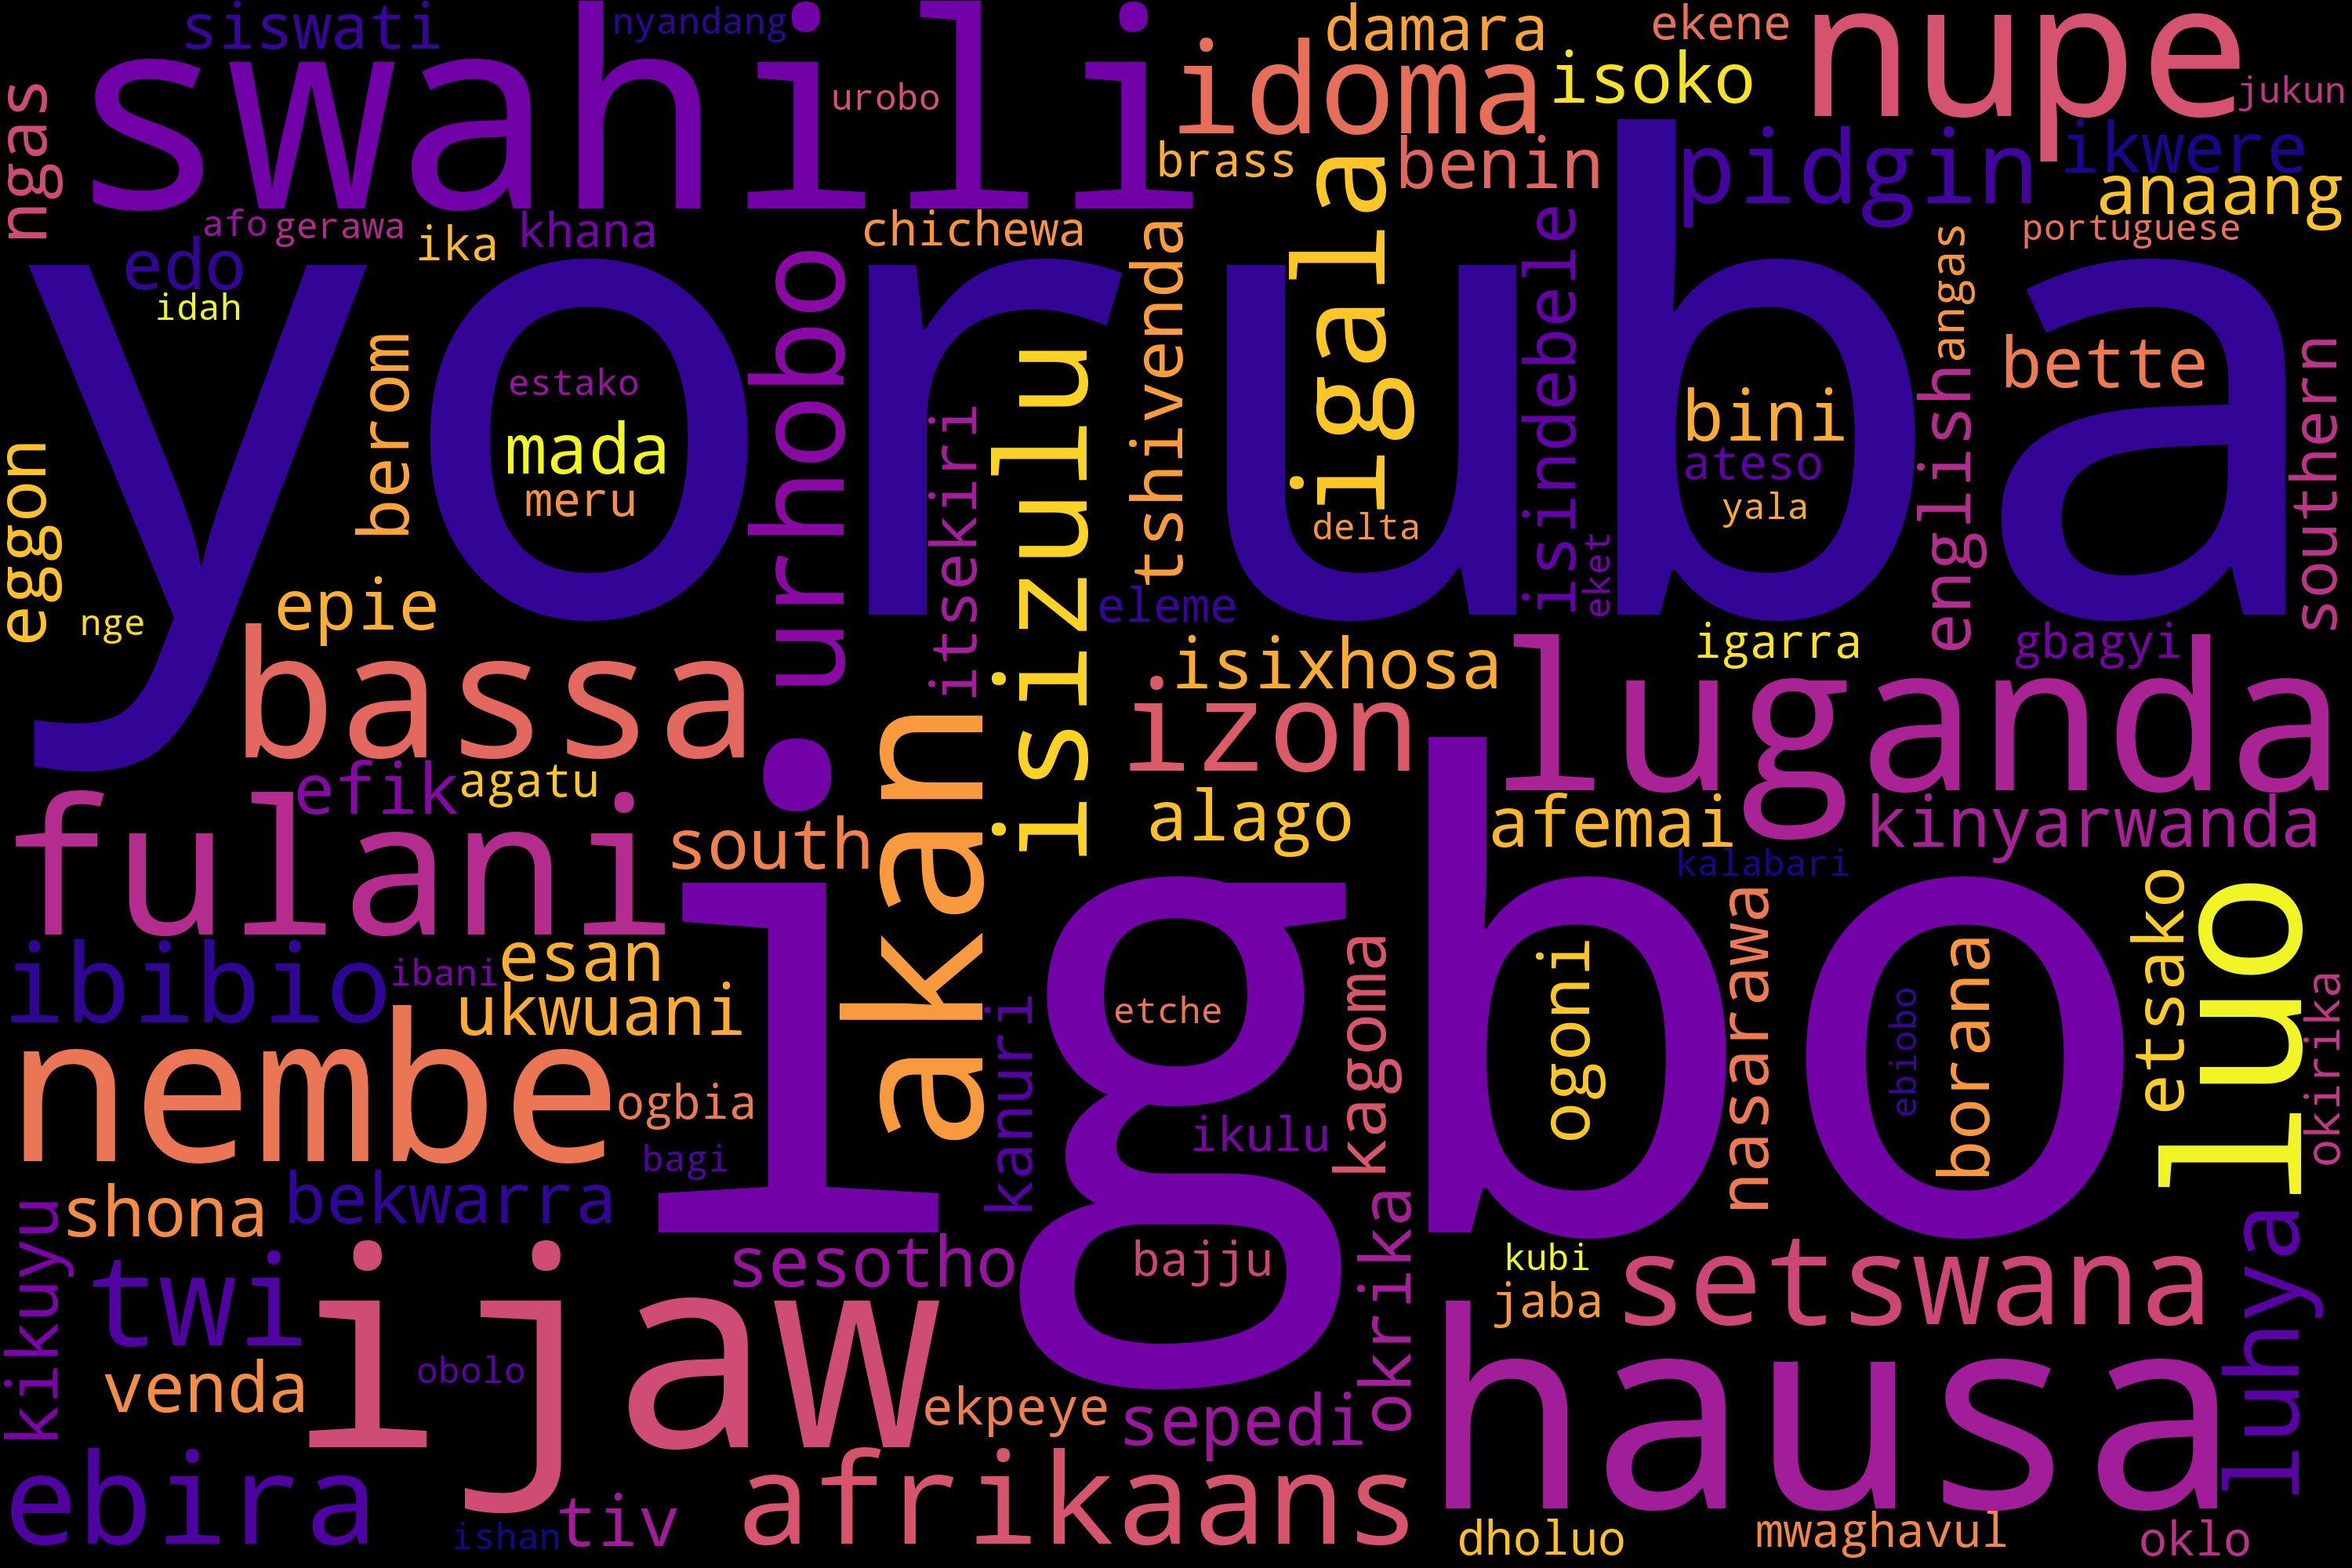 siswati
nyandang
swahili
urobo
damara
ekene
nupe
idoma
isoko
jukun
ngas
brass
benin
pidgin
ikwere
anaang
afo
gerawa
ika
khana
chichewa
portuguese
edo
idah
yoruba
urhobo
tshivenda
igala
isindebele
angas
berom
estako
mada
meru
itsekiri
isizulu
delta
bini
ateso
yala
english
bette
southern
eggon
nge
epie
eleme
eket
igarra
gbagyi
bassa
isixhosa
izon
luganda
efik
agatu
south
akan
alago
afemai
kinyarwanda
kalabari
fulani
igbo
ibibio
ibani
esan
ukwuani
etche
kagoma
ogoni
nasarawa
ebiobo
borana
etsako
luo
okirika
nembe
ogbia
bagi
kanuri
ikulu
kikuyu
shona
bekwarra
twi
ijaw
sesotho
bajju
okrika
kubi
jaba
setswana
luhya
venda
obolo
ekpeye
sepedi
hausa
ebira
ishan
tiv
afrikaans
dholuo
mwaghavul
oklo